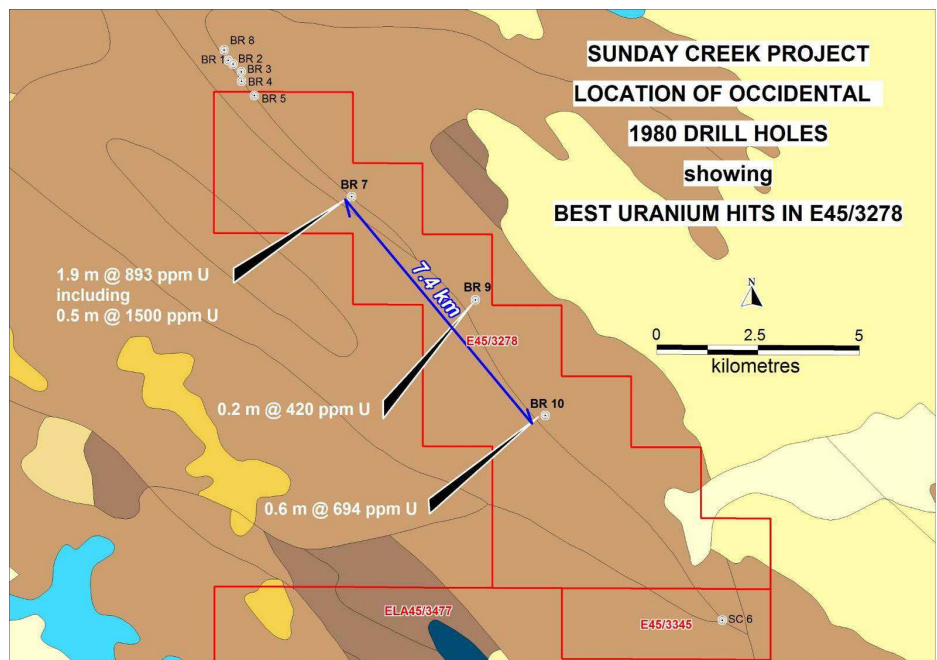 SUNDAY CREEK PROJECT
LOCATION OF OCCIDENTAL
1980 DRILL HOLES
showing
BEST URANIUM HITS IN E45/3278
BR 8
BR 1
BR 2
BR 3
BR 4
BR 5
BR 7
1.9 m @ 893 ppm U
including
0.5 m @ 1500 ppm U
7.4 km
BR 9
E45/3278
N
0 2.5 5
kilometres
0.2 m @ 420 ppm U
BR 10
0.6 m @ 694 ppm U
ELA45/3477
E45/3345
SC 6